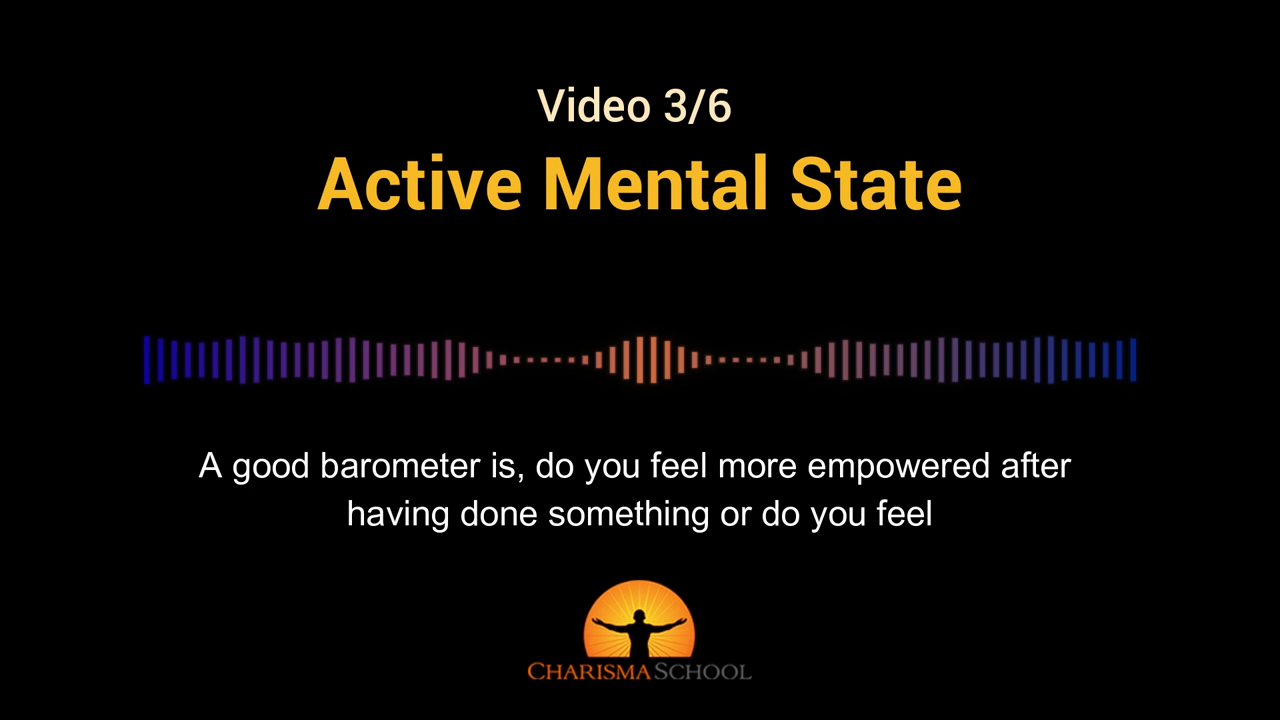 Video 3/6
Active Mental State
A good barometer is, do you feel more empowered after
having done something or do you feel
CHARISMA SCHOOL